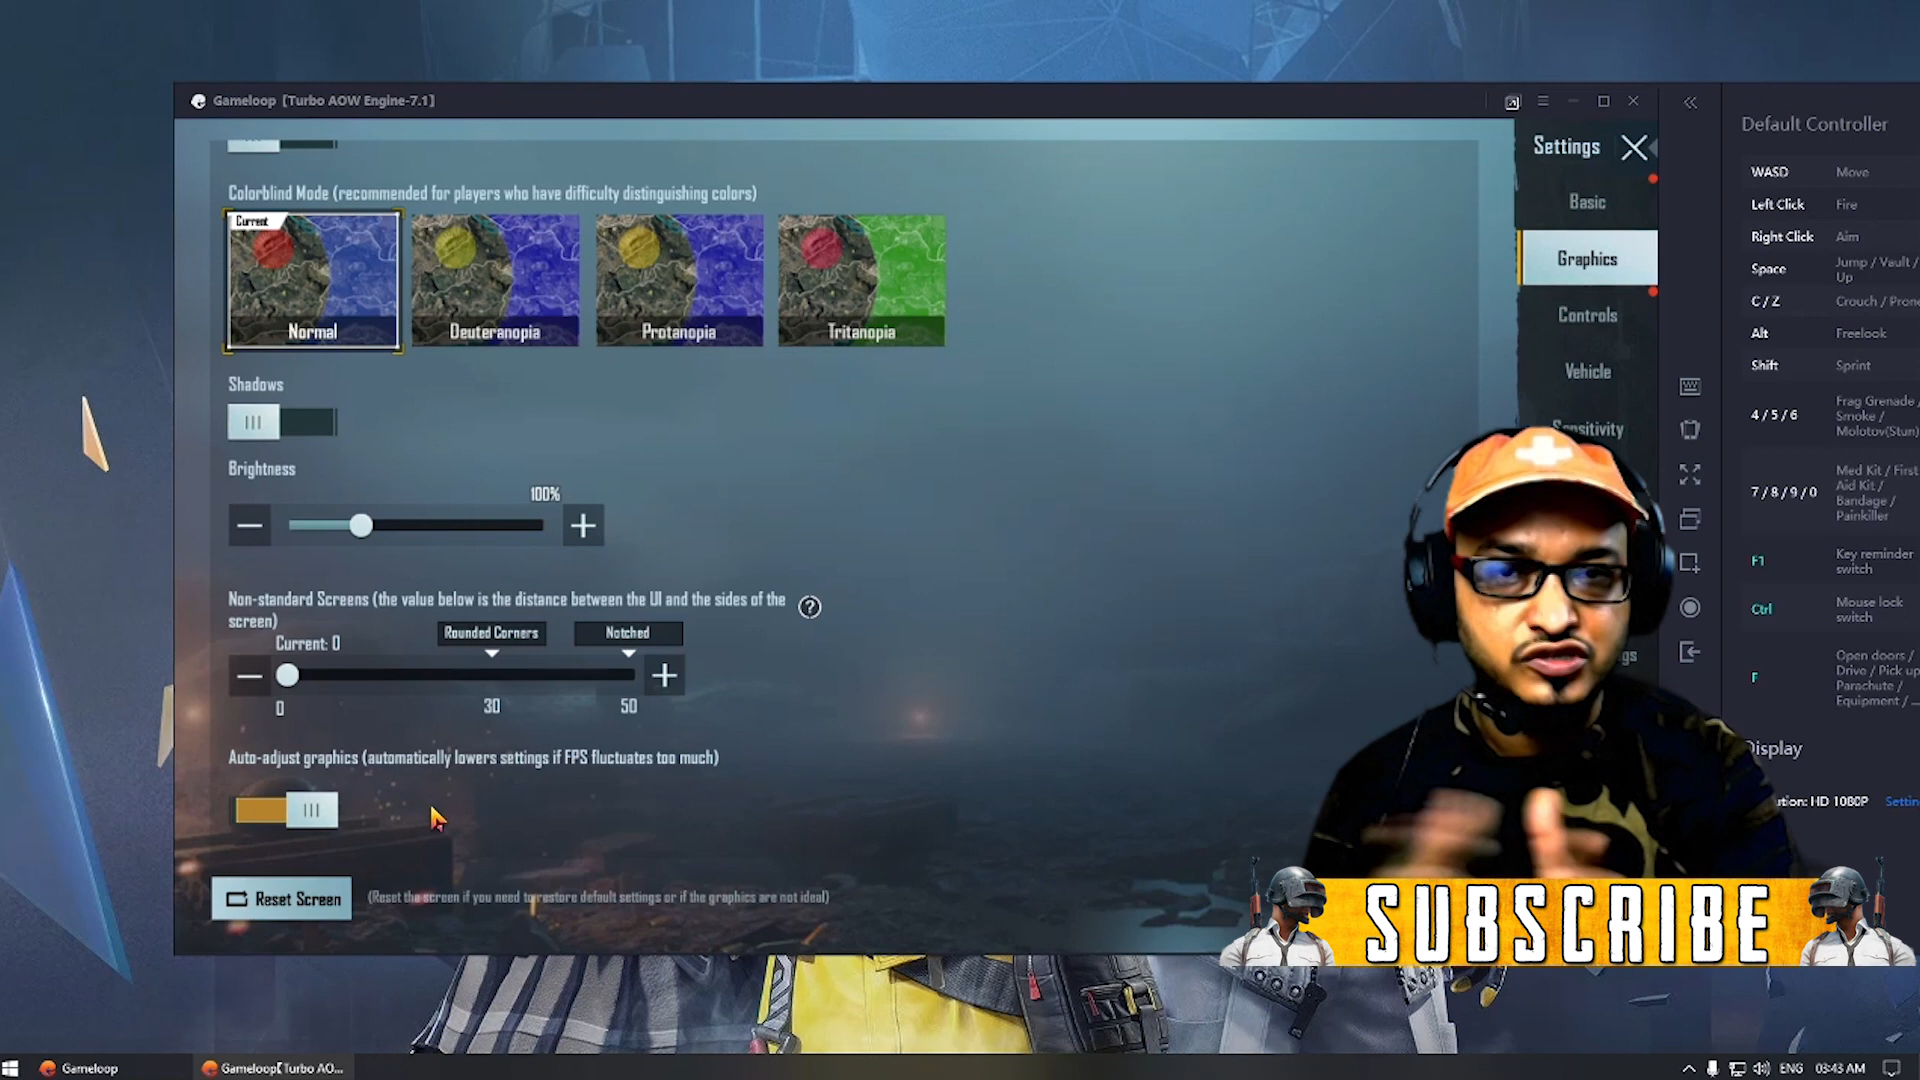 Gameloop [Turbo AOW Engine-7.1]
Colorblind Mode (recommended for players who have difficulty distinguishing colors)
Current
Normal
Deuteranopia
Protanopia
Tritanopia
Shadows
Brightness
100%
Non-standard Screens (the value below is the distance between the UI and the sides of the
screen)
Current: 0
Rounded Corners
Notched
0
30
50
Auto-adjust graphics (automatically lowers settings if FPS fluctuates too much)
Reset Screen
(Reset the screen if you need to restore default settings or if the graphics are not ideal)
Settings
Basic
Graphics
Controls
Vehicle
Sensitivity
Default Controller
WASD Move
Left Click Fire
Right Click Aim
Space Jump / Vault /
Up
C / Z Crouch / Prone
Alt Freelook
Shift Sprint
4 / 5 / 6 Frag Grenade /
Smoke /
Molotov(Stun)
7 / 8 / 9 / 0 Med Kit / First
Aid Kit /
Bandage /
Painkiller
F1 Key reminder
switch
Ctrl Mouse lock
switch
F Open doors /
Drive / Pick up
Parachute /
Equipment / ...
Display
HD 1080P
SUBSCRIBE
Gameloop
Gameloop[Turbo AO...
ENG
03:43 AM